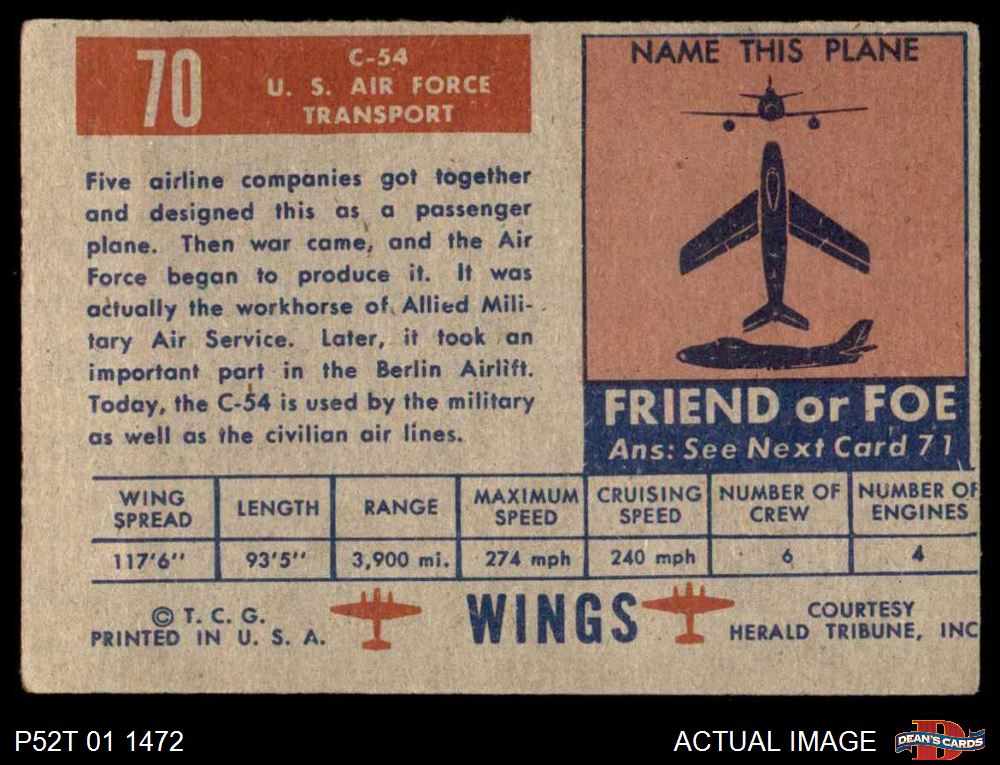 70
C-54
U. S. AIR FORCE
TRANSPORT
Five airline companies got together
and designed this as a passenger
plane. Then war came, and the Air
Force began to produce it. It was
actually the workhorse of Allied Mili-
tary Air Service. Later, it took an
important part in the Berlin Airlift.
Today, the C-54 is used by the military
as well as the civilian air lines.
NAME THIS PLANE
FRIEND or FOE
Ans: See Next Card 71
WING SPREAD LENGTH RANGE MAXIMUM SPEED CRUISING SPEED NUMBER OF CREW NUMBER OF ENGINES
117'6" 93'5" 3,900 mi. 274 mph 240 mph 6 4
© T. C. G.
PRINTED IN U. S. A.
WINGS
COURTESY
HERALD TRIBUNE, INC
P52T 01 1472
ACTUAL IMAGE
D
DEAN'S CARDS